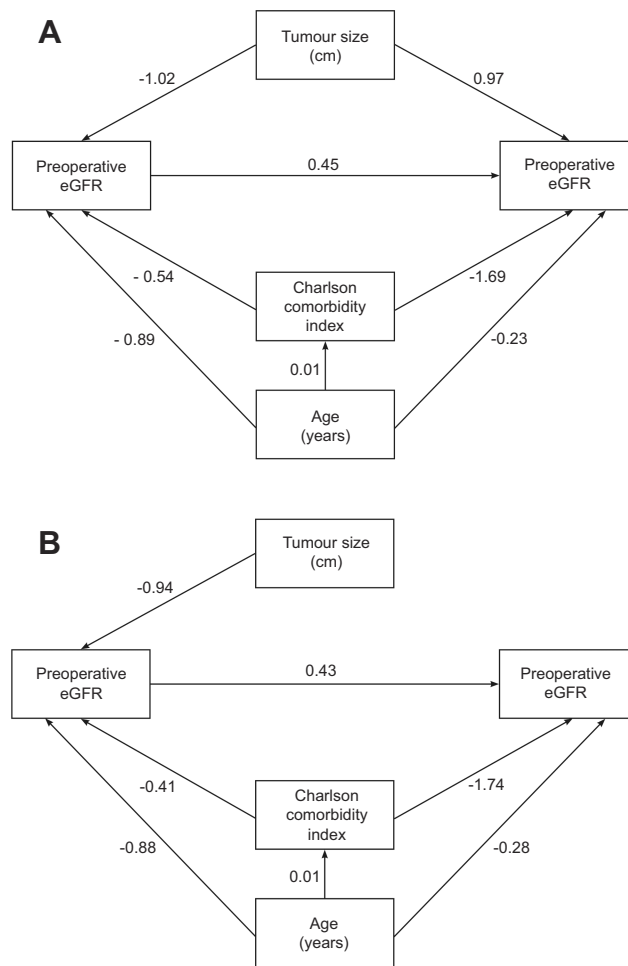 A
Tumour size
(cm)
-1.02
0.97
Preoperative
eGFR
0.45
Preoperative
eGFR
- 0.54
Charlson
comorbidity
index
-1.69
- 0.89
-0.23
0.01
Age
(years)
B
Tumour size
(cm)
-0.94
Preoperative
eGFR
0.43
Preoperative
eGFR
-0.41
Charlson
comorbidity
index
-1.74
-0.88
-0.28
0.01
Age
(years)